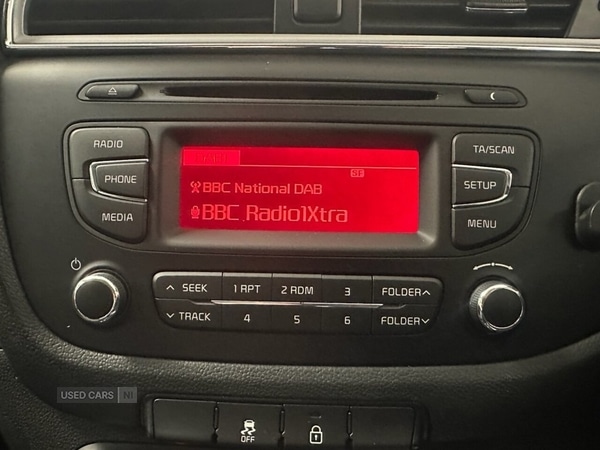 RADIO
PHONE
MEDIA
TA/SCAN
SETUP
MENU
SF
BBC National DAB
BBC Radio1Xtra
SEEK
1 RPT
2 RDM
3
FOLDER
TRACK
4
5
6
FOLDER
USED CARS NI
OFF